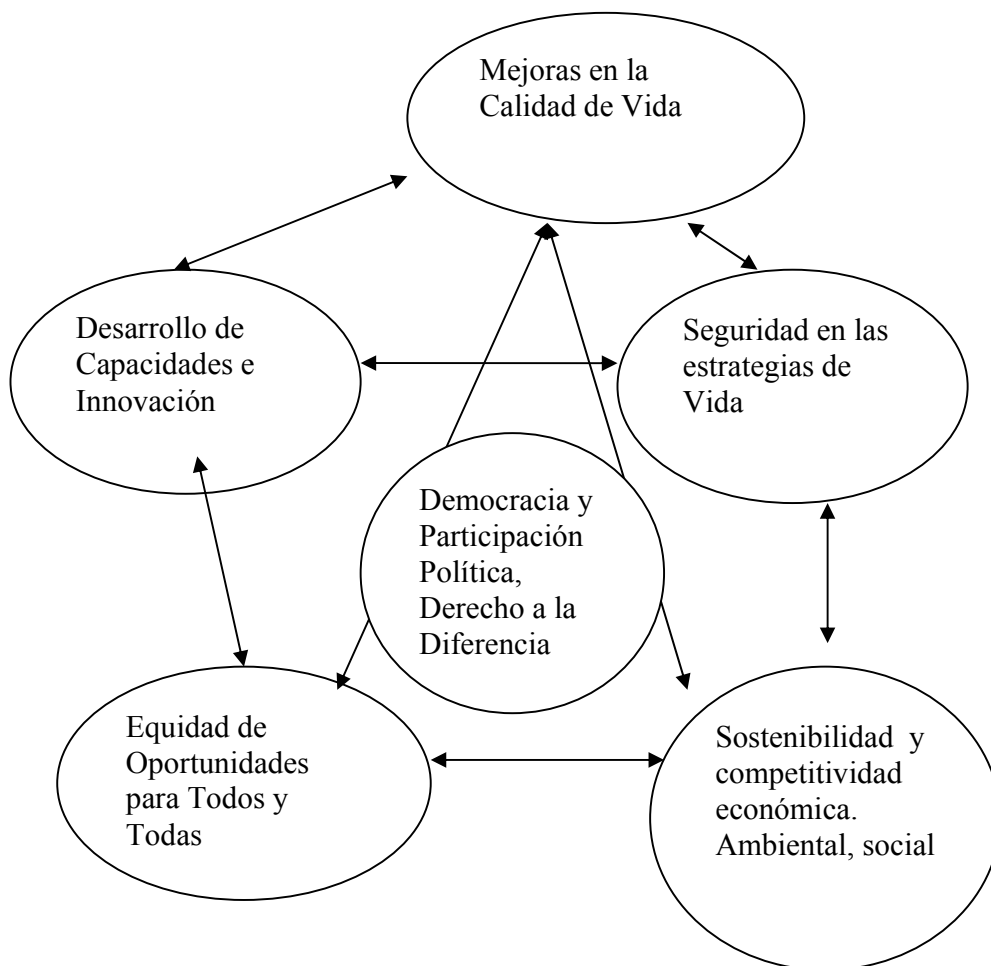 Mejoras en la
Calidad de Vida
Desarrollo de
Capacidades e
Innovación
Seguridad en las
estrategias de
Vida
Democracia y
Participación
Política,
Derecho a la
Diferencia
Equidad de
Oportunidades
para Todos y
Todas
Sostenibilidad  y
competitividad
económica.
Ambiental, social